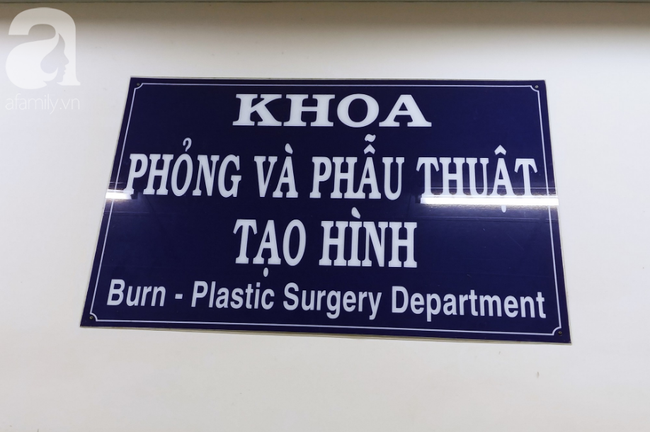 a
afamily.vn
KHOA
PHỎNG VÀ PHẪU THUẬT
TẠO HÌNH
Burn - Plastic Surgery Department